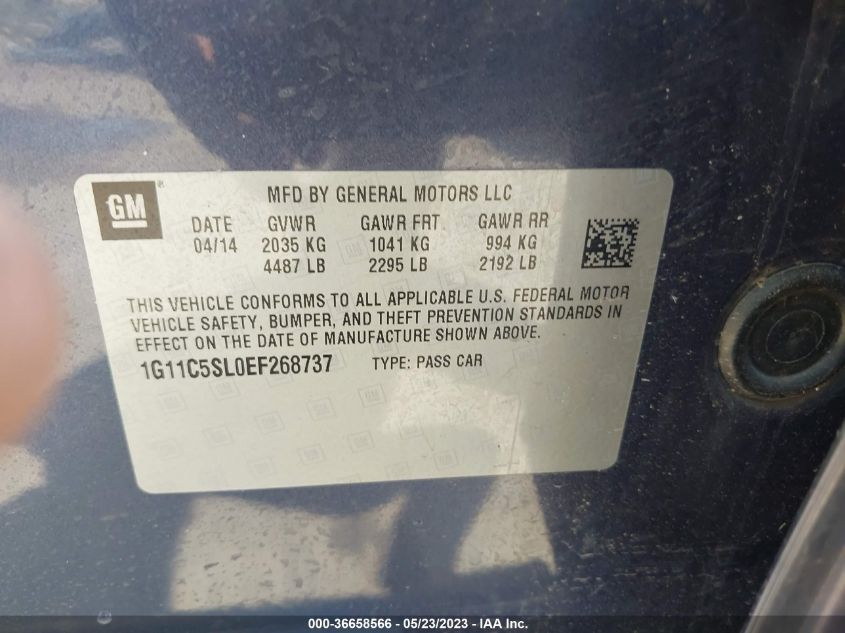 GM
®
MFD BY GENERAL MOTORS LLC
DATE GVWR GAWR FRT GAWR RR
04/14 2035 KG 1041 KG 994 KG
4487 LB 2295 LB 2192 LB
THIS VEHICLE CONFORMS TO ALL APPLICABLE U.S. FEDERAL MOTOR
VEHICLE SAFETY, BUMPER, AND THEFT PREVENTION STANDARDS IN
EFFECT ON THE DATE OF MANUFACTURE SHOWN ABOVE.
1G11C5SL0EF268737 TYPE: PASS CAR
000-36658566 - 05/23/2023 - IAA Inc.